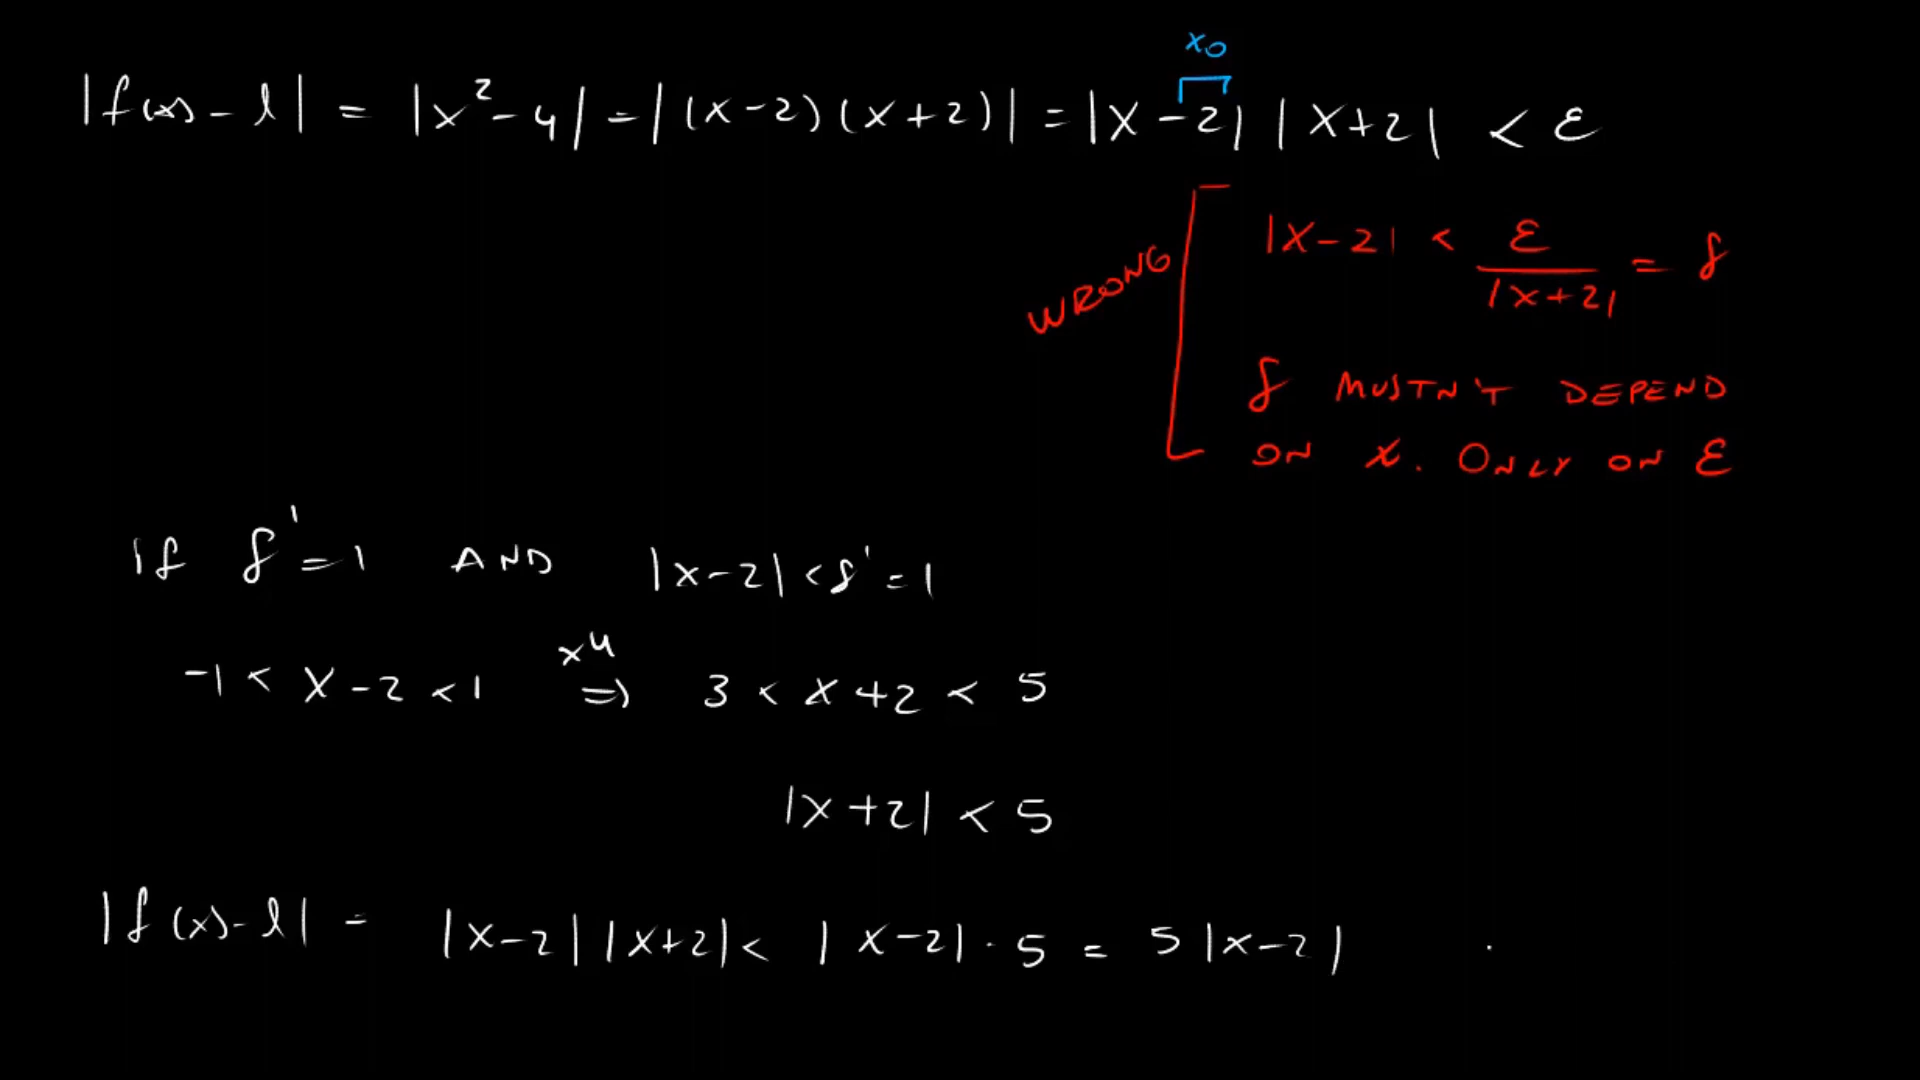 x0
|f(x) - l| = |x² - 4| = |(x-2)(x+2)| = |x-2| |x+2| < ε
WRONG
|x-2| < ε/|x+2| = δ
δ MUSTN'T DEPEND
ON x. ONLY ON ε
If δ' = 1 AND |x-2| < δ' = 1
-1 < x-2 < 1 ⇒ 3 < x+2 < 5
|x+2| < 5
|f(x) - l| = |x-2| |x+2| < |x-2| · 5 = 5 |x-2|